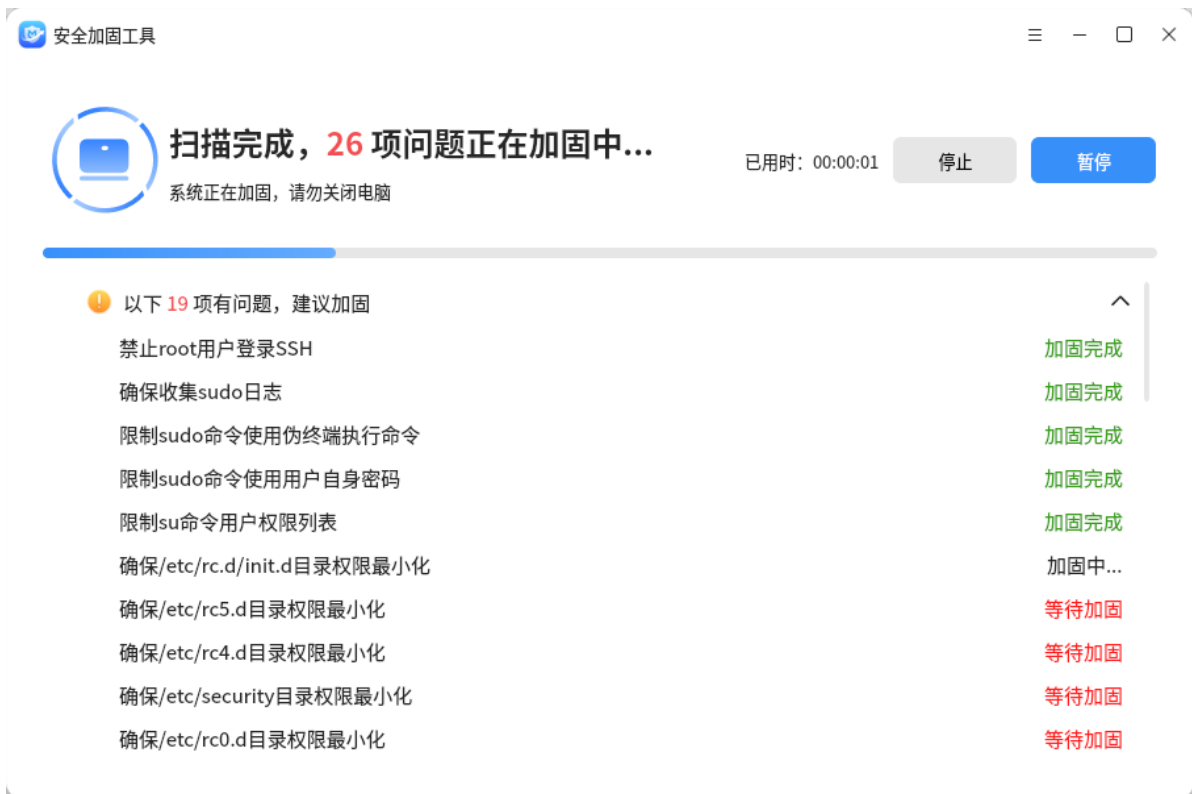 安全加固工具
扫描完成，26 项问题正在加固中...
系统正在加固，请勿关闭电脑
已用时：00:00:01
停止
暂停
以下 19 项有问题，建议加固
禁止root用户登录SSH 加固完成
确保收集sudo日志 加固完成
限制sudo命令使用伪终端执行命令 加固完成
限制sudo命令使用用户自身密码 加固完成
限制su命令用户权限列表 加固完成
确保/etc/rc.d/init.d目录权限最小化 加固中...
确保/etc/rc5.d目录权限最小化 等待加固
确保/etc/rc4.d目录权限最小化 等待加固
确保/etc/security目录权限最小化 等待加固
确保/etc/rc0.d目录权限最小化 等待加固